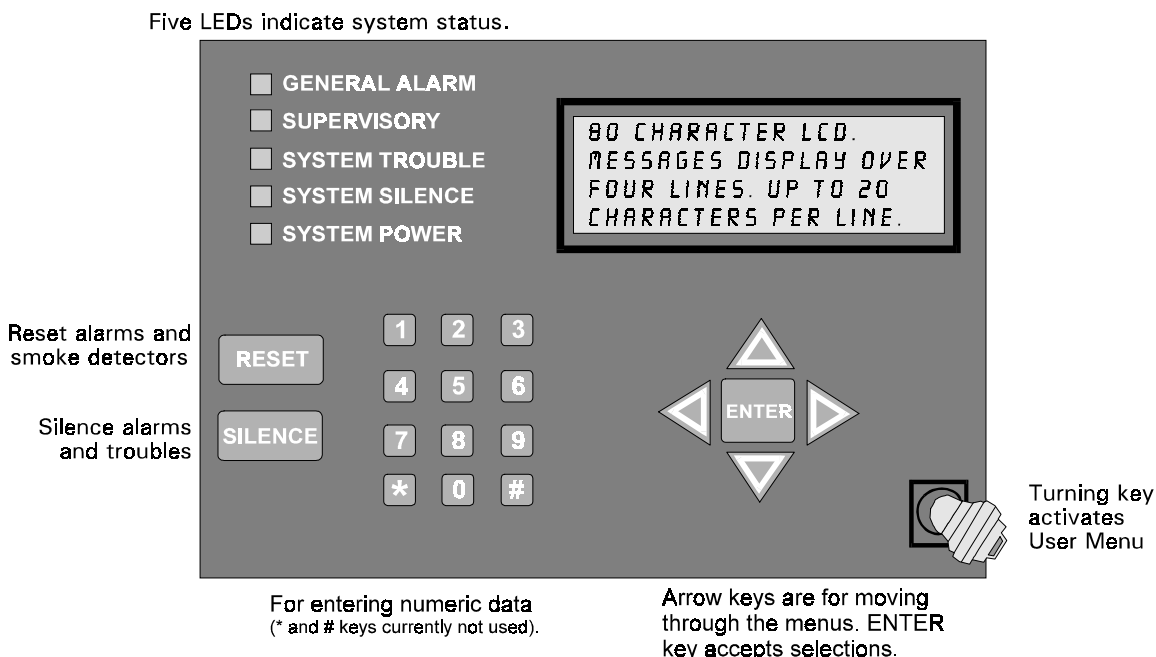 Five LEDs indicate system status.
GENERAL ALARM
SUPERVISORY
SYSTEM TROUBLE
SYSTEM SILENCE
SYSTEM POWER
80 CHARACTER LCD.
MESSAGES DISPLAY OVER
FOUR LINES. UP TO 20
CHARACTERS PER LINE.
Reset alarms and
smoke detectors
RESET
Silence alarms
and troubles
SILENCE
1 2 3
4 5 6
7 8 9
* 0 #
ENTER
Turning key
activates
User Menu
For entering numeric data
(* and # keys currently not used).
Arrow keys are for moving
through the menus. ENTER
key accepts selections.